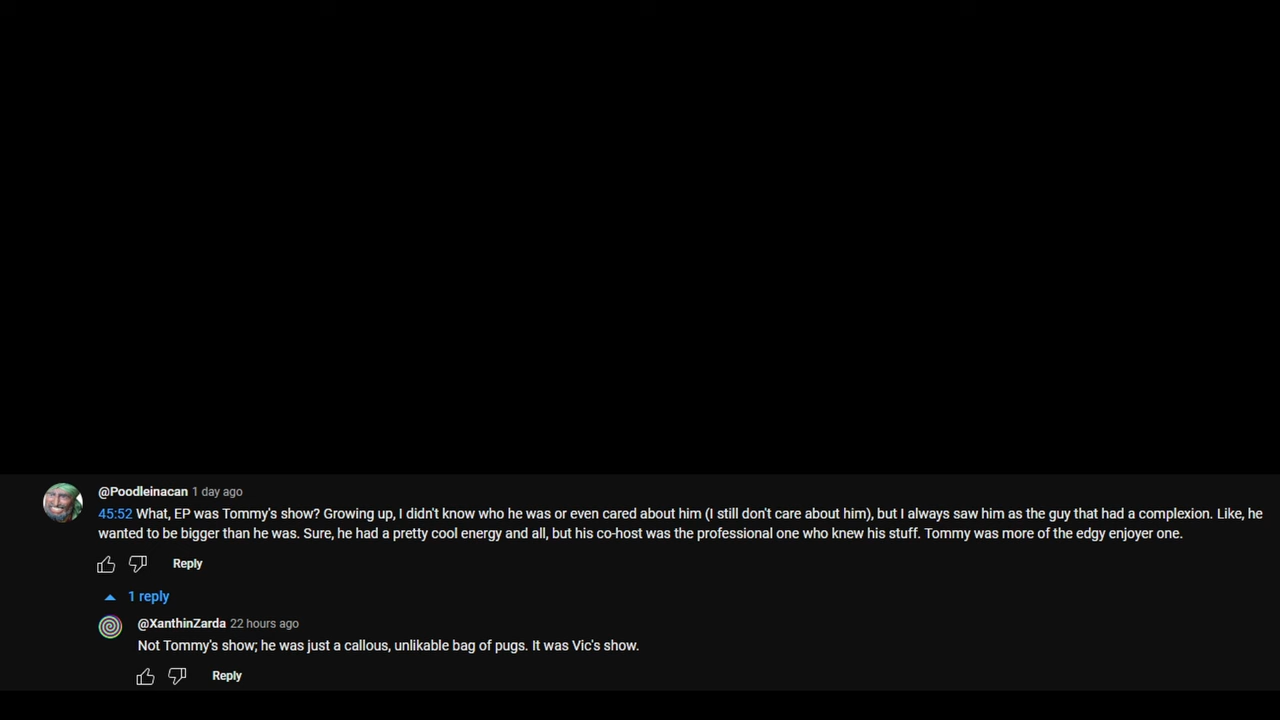 @Poodleinacan 1 day ago
45:52 What, EP was Tommy's show? Growing up, I didn't know who he was or even cared about him (I still don't care about him), but I always saw him as the guy that had a complexion. Like, he
wanted to be bigger than he was. Sure, he had a pretty cool energy and all, but his co-host was the professional one who knew his stuff. Tommy was more of the edgy enjoyer one.
Reply
1 reply
@XanthinZarda 22 hours ago
Not Tommy's show; he was just a callous, unlikable bag of pugs. It was Vic's show.
Reply